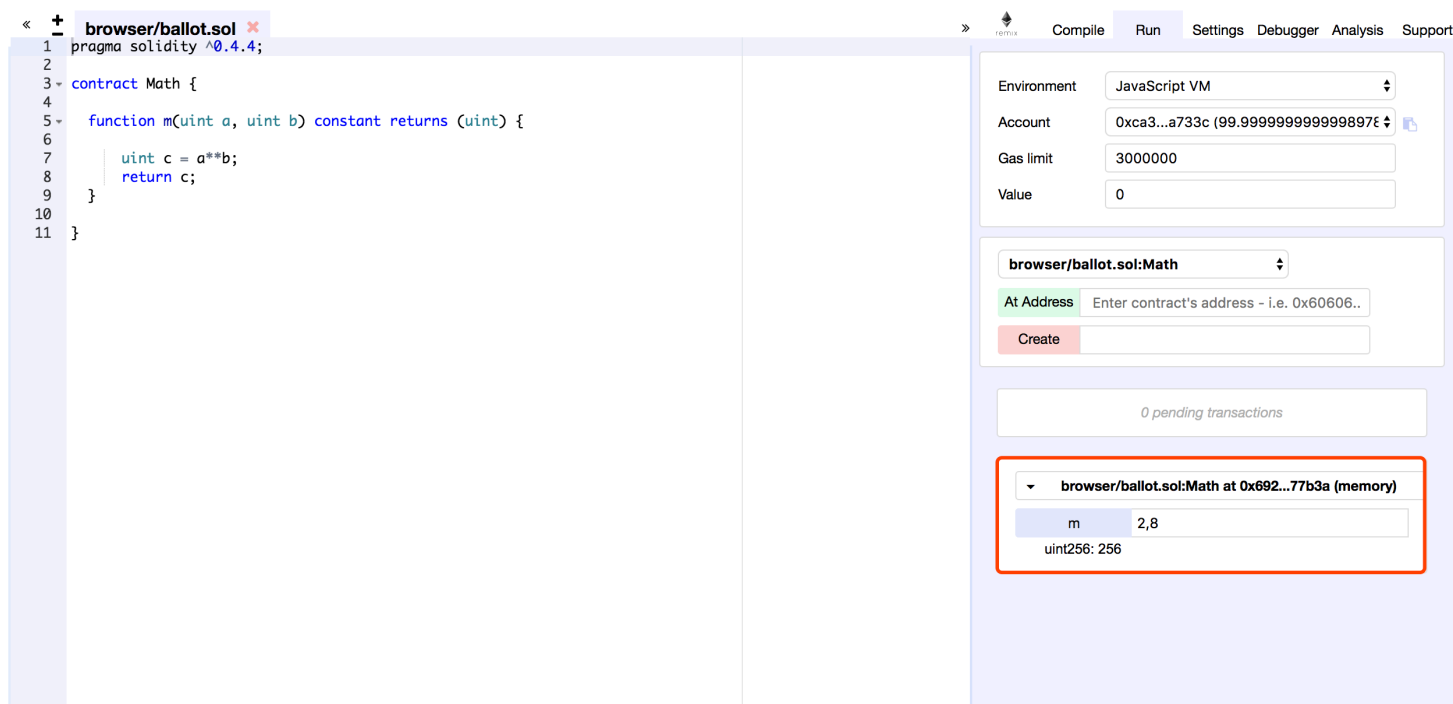 « + browser/ballot.sol ✖ » remix Compile Run Settings Debugger Analysis Support
1 pragma solidity ^0.4.4;
2
3 contract Math {
4
5 function m(uint a, uint b) constant returns (uint) {
6
7 uint c = a**b;
8 return c;
9 }
10
11 }
Environment JavaScript VM
Account 0xca3...a733c (99.9999999999998978
Gas limit 3000000
Value 0
browser/ballot.sol:Math
At Address Enter contract's address - i.e. 0x60606..
Create
0 pending transactions
browser/ballot.sol:Math at 0x692...77b3a (memory)
m 2,8
uint256: 256